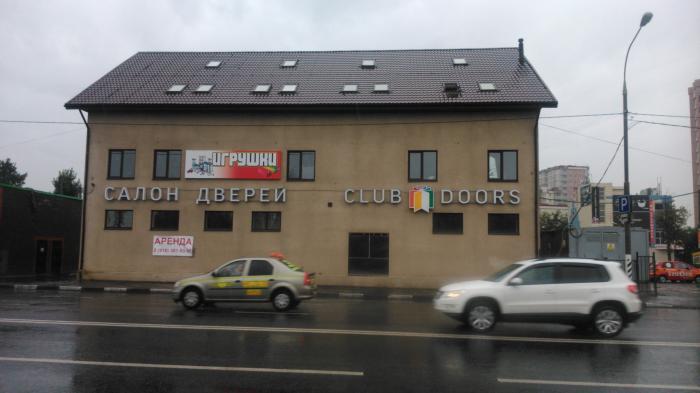 ИГРУШКИ
САЛОН ДВЕРЕЙ
CLUB DOORS
АРЕНДА
P